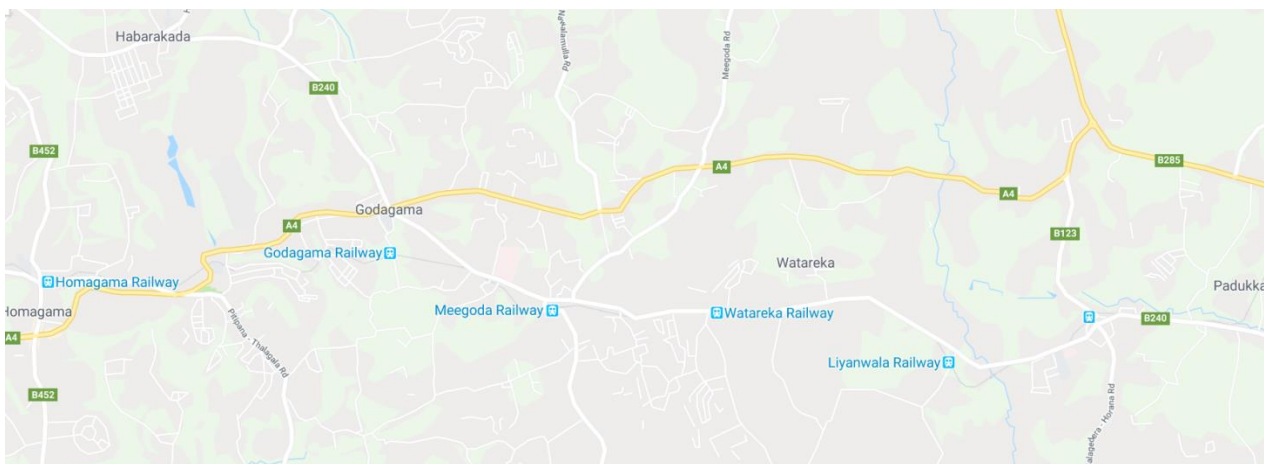 Habarakada
B240
Meegoda Rd
B452
A4
B285
Godagama
A4
A4
B123
Godagama Railway
Watareka
Homagama Railway
Padukka
Homagama
Meegoda Railway
Watareka Railway
B240
A4
Pitipana - Thalagala Rd
Liyanwala Railway
B452
Horana Rd